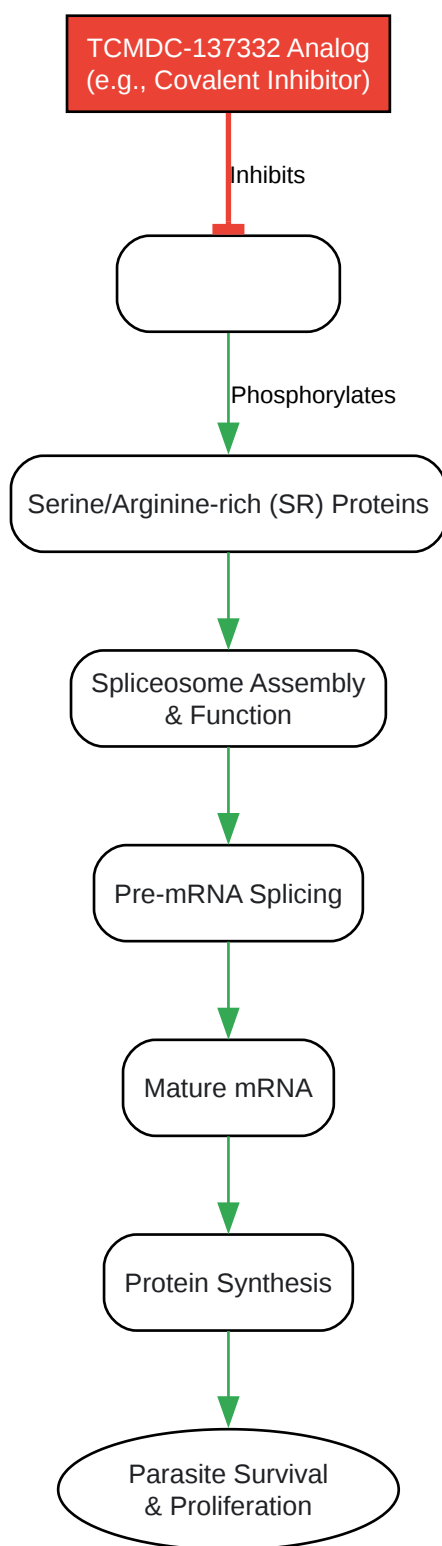 TCMDC-137332 Analog
(e.g., Covalent Inhibitor)
Inhibits
Phosphorylates
Serine/Arginine-rich (SR) Proteins
Spliceosome Assembly
& Function
Pre-mRNA Splicing
Mature mRNA
Protein Synthesis
Parasite Survival
& Proliferation